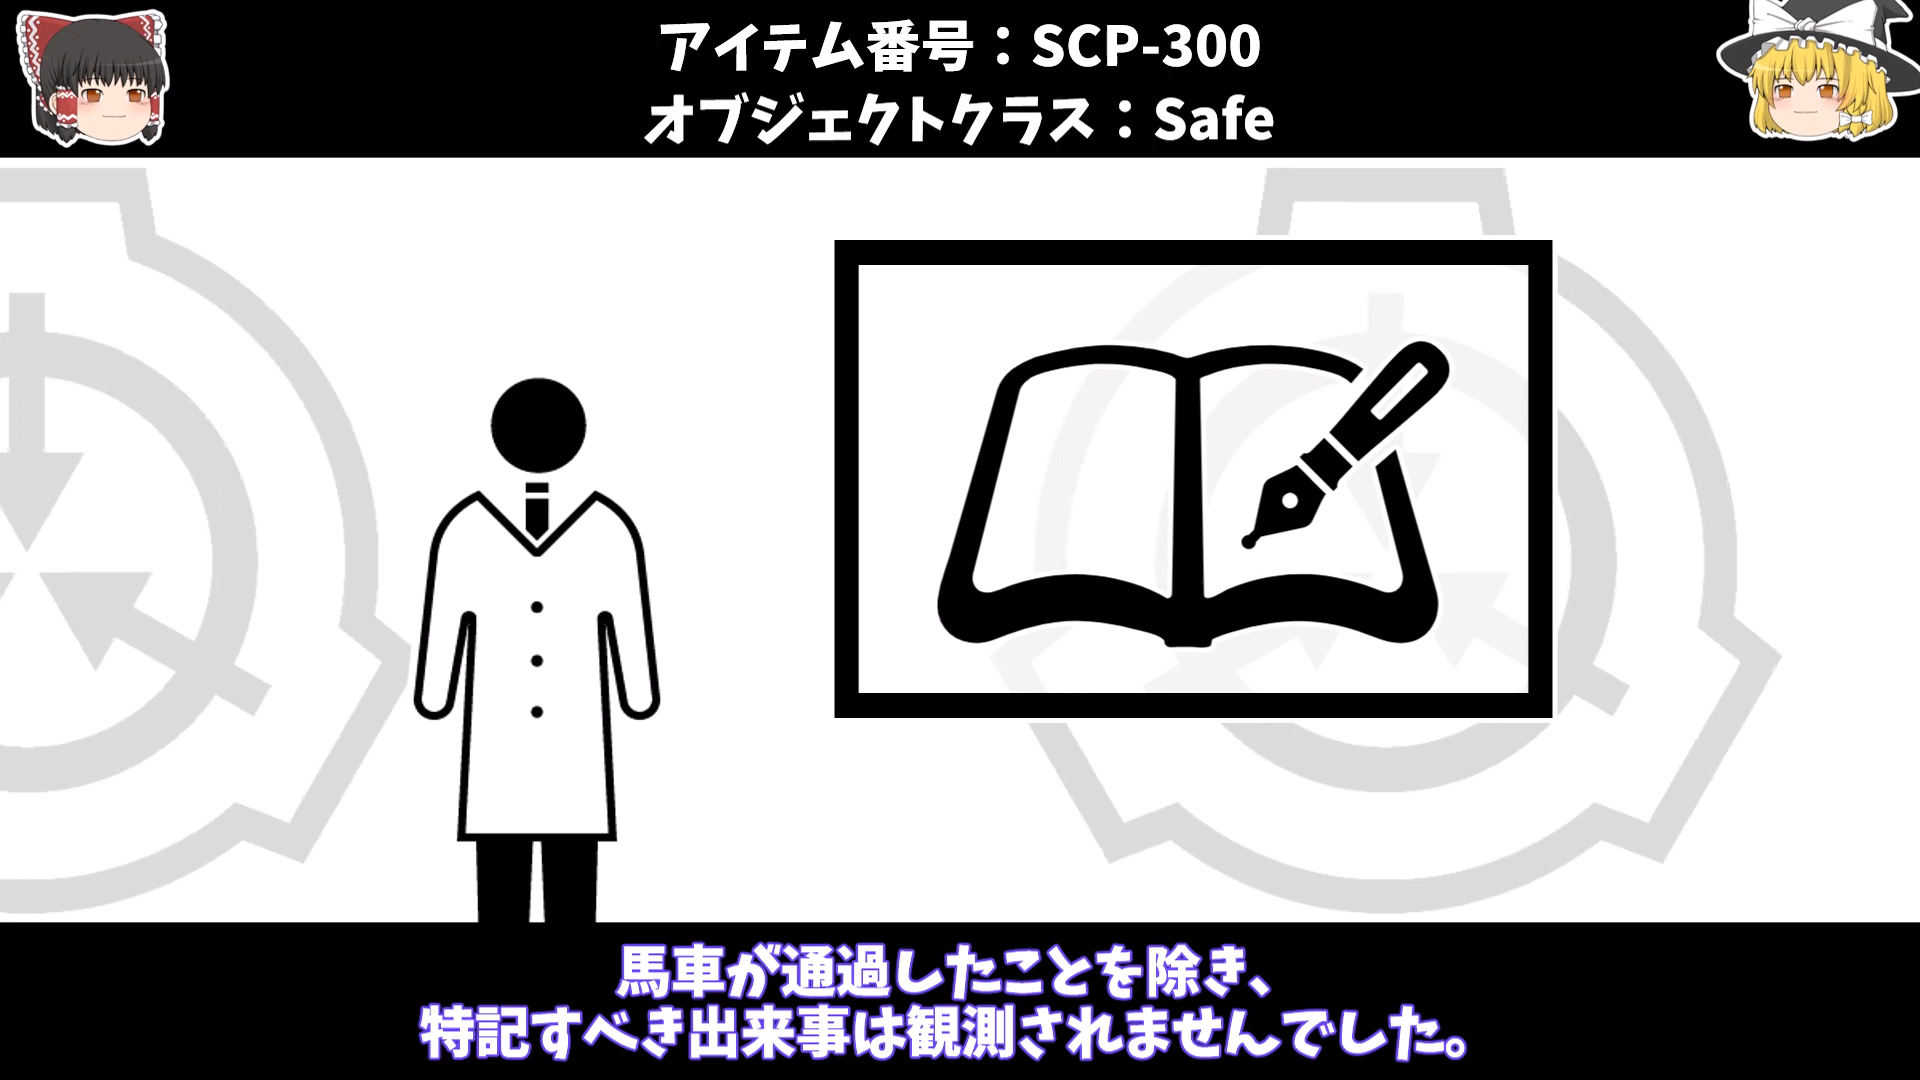 アイテム番号：SCP-300
オブジェクトクラス：Safe
馬車が通過したことを除き、
特記すべき出来事は観測されませんでした。